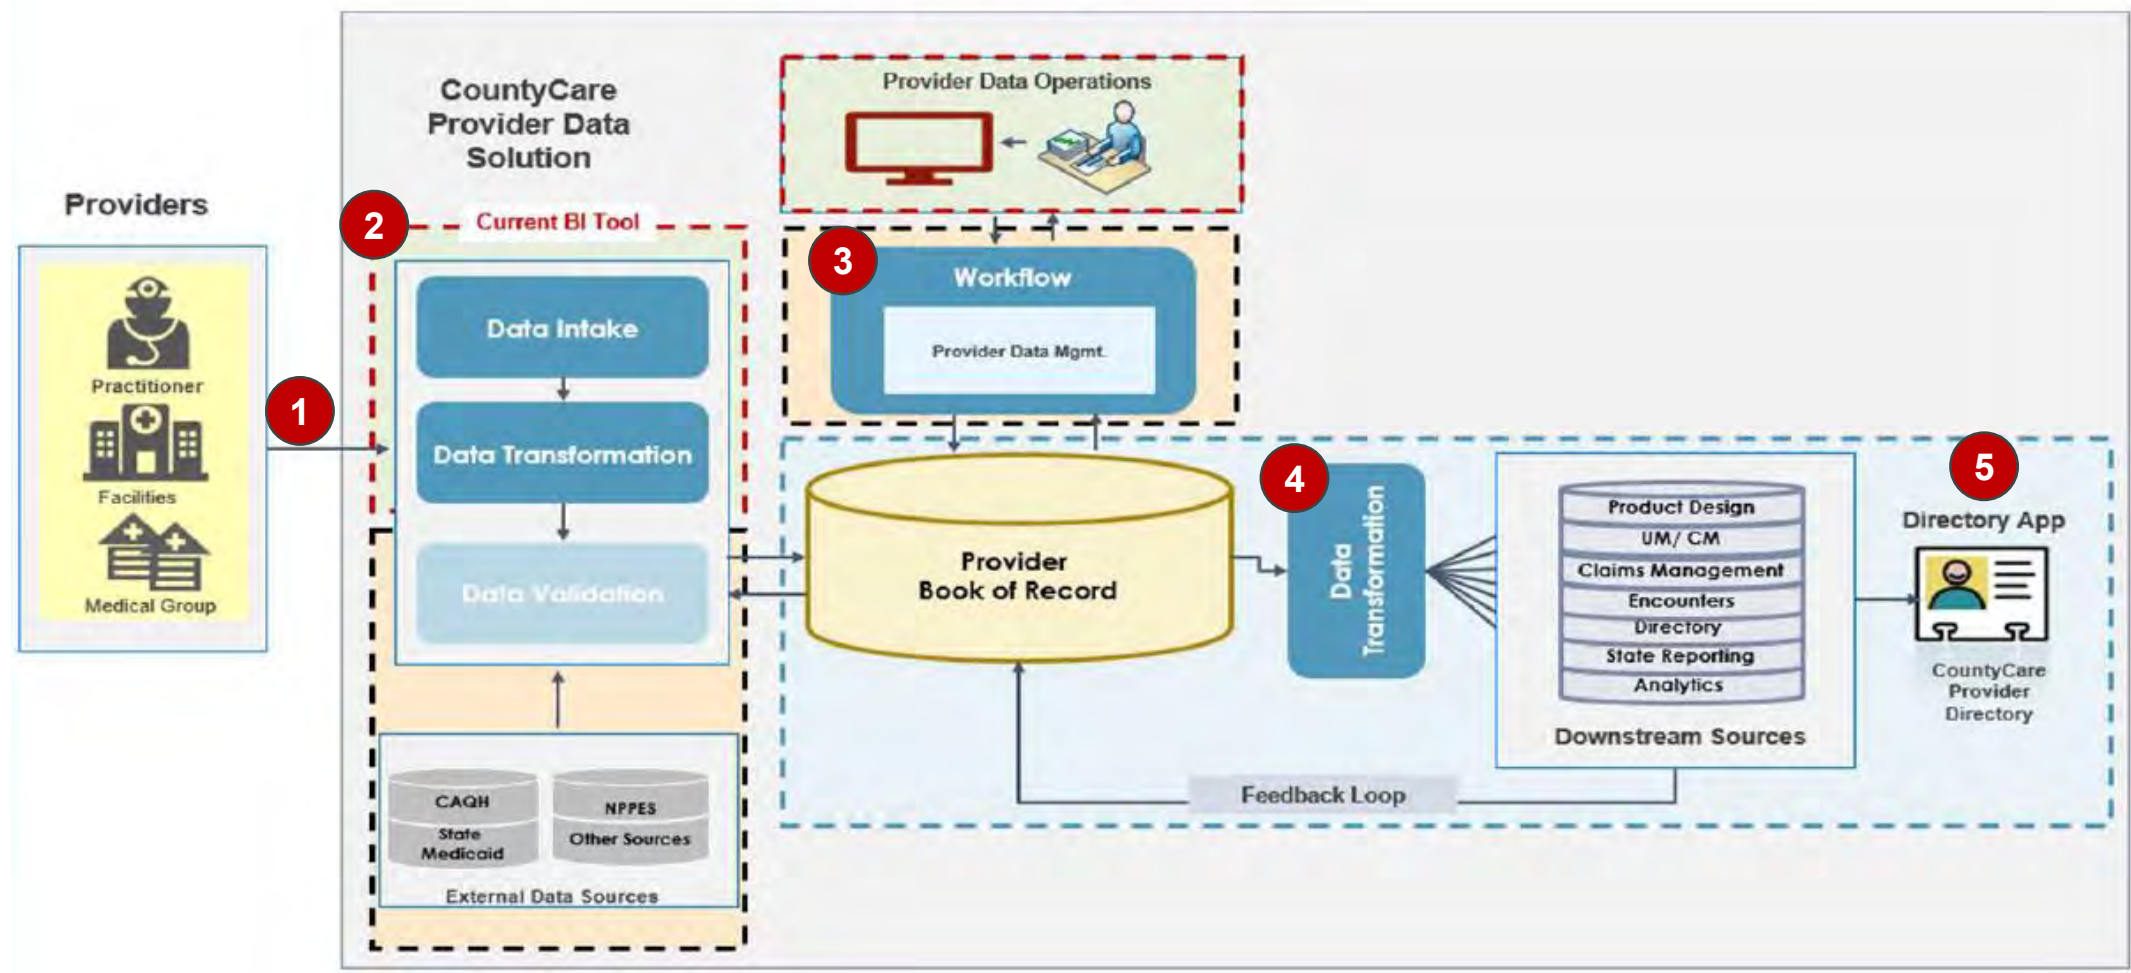 Providers
Practitioner
Facilities
Medical Group
1
CountyCare
Provider Data
Solution
2
Current BI Tool
Data Intake
Data Transformation
Data Validation
CAQH
State
Medicaid
NPPES
Other Sources
External Data Sources
Provider Data Operations
3
Workflow
Provider Data Mgmt.
Provider
Book of Record
4
Data
Transformation
Product Design
UM/ CM
Claims Management
Encounters
Directory
State Reporting
Analytics
Downstream Sources
Feedback Loop
5
Directory App
CountyCare
Provider
Directory